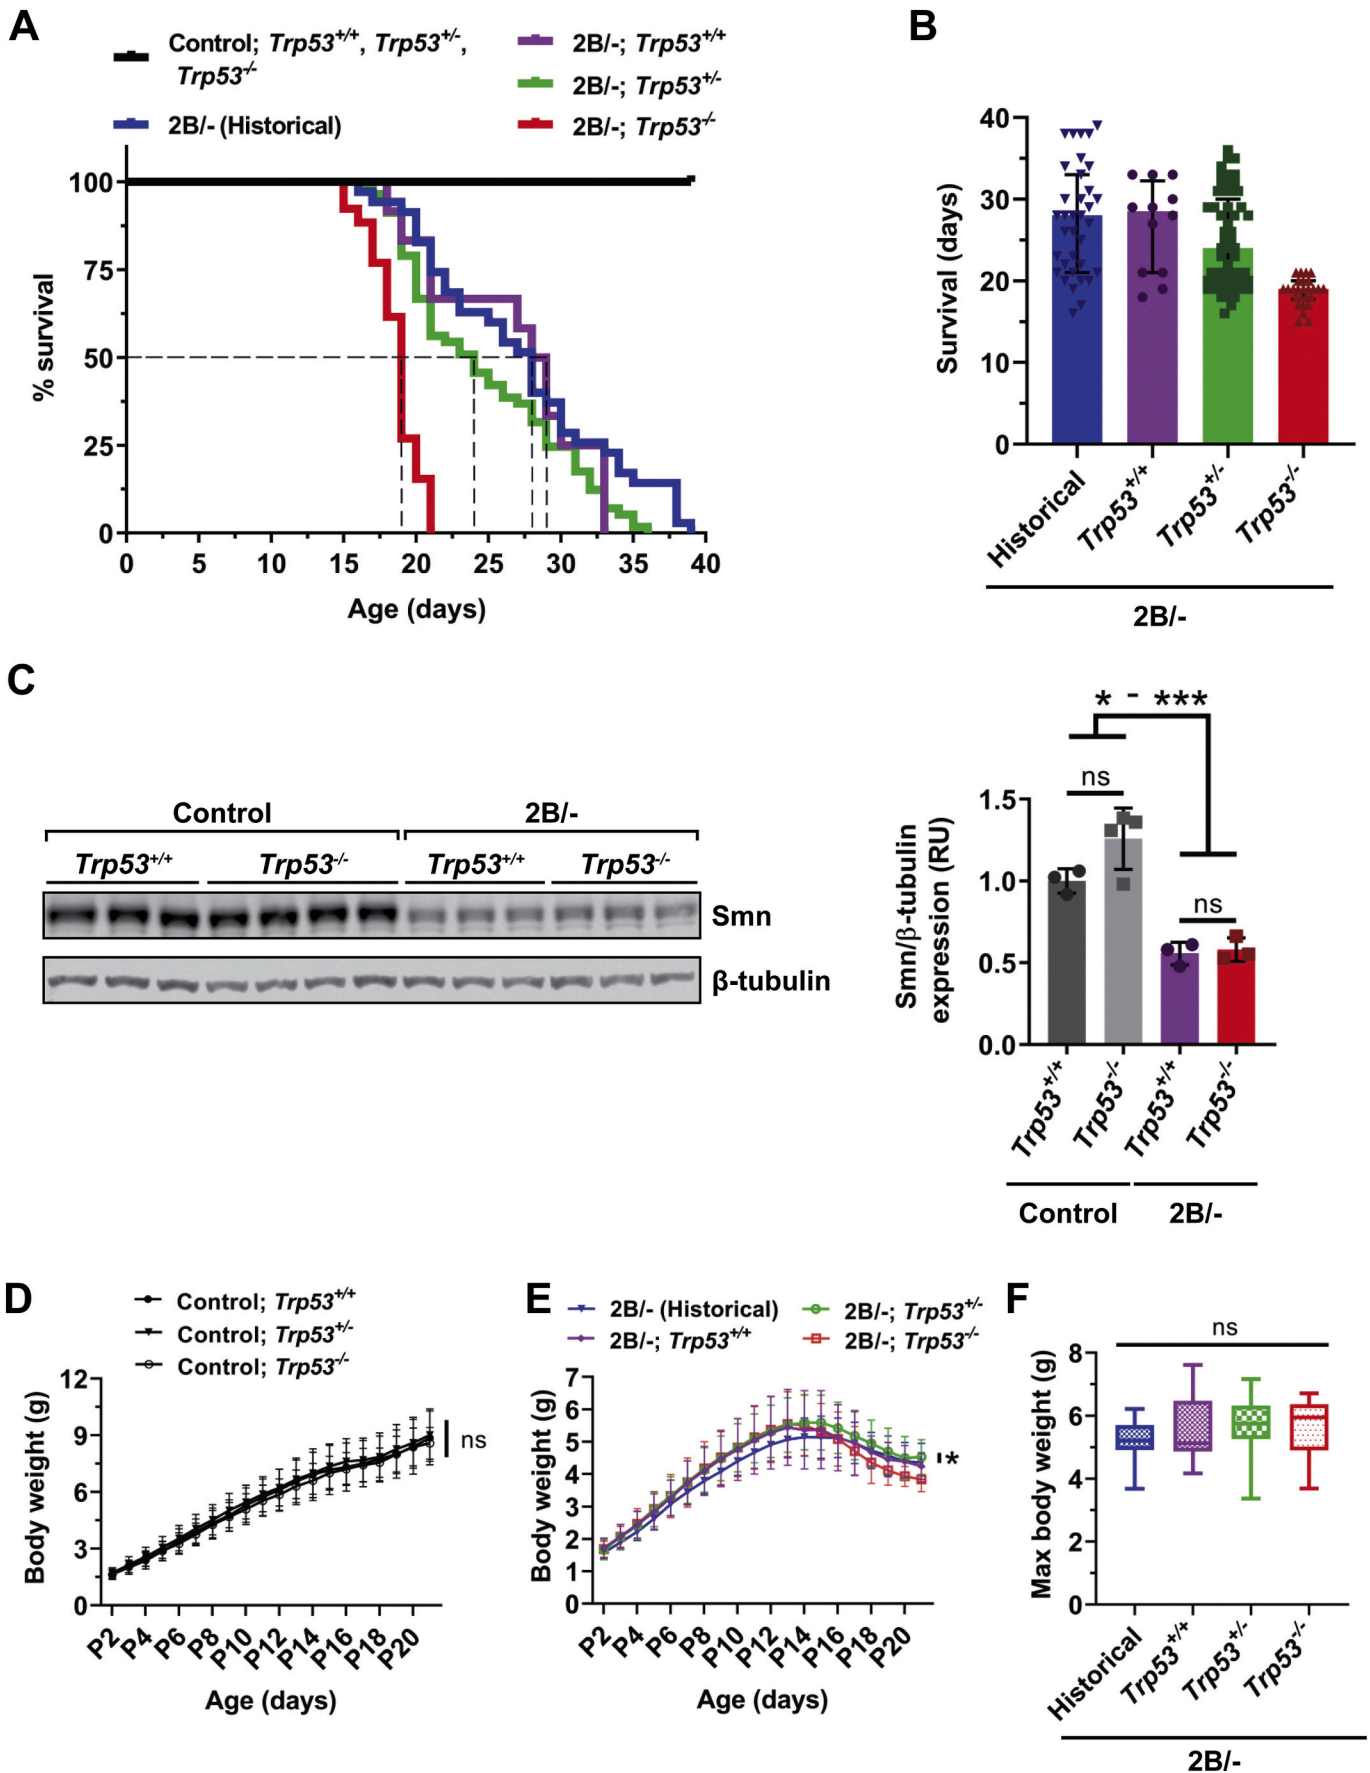 A
Control; Trp53+/+, Trp53+/-,
Trp53-/-
2B/- (Historical)
2B/-; Trp53+/+
2B/-; Trp53+/-
2B/-; Trp53-/-
% survival
100
75
50
25
0
0 5 10 15 20 25 30 35 40
Age (days)
B
Survival (days)
40
30
20
10
0
Historical
Trp53+/+
Trp53+/-
Trp53-/-
2B/-
C
Control 2B/-
Trp53+/+ Trp53-/- Trp53+/+ Trp53-/-
Smn
β-tubulin
* - ***
ns
ns
Smn/β-tubulin
expression (RU)
1.5
1.0
0.5
0.0
Trp53+/+
Trp53-/-
Trp53+/+
Trp53-/-
Control 2B/-
D
Control; Trp53+/+
Control; Trp53+/-
Control; Trp53-/-
Body weight (g)
12
9
6
3
0
ns
P2 P4 P6 P8 P10 P12 P14 P16 P18 P20
Age (days)
E
2B/- (Historical)
2B/-; Trp53+/+
2B/-; Trp53+/-
2B/-; Trp53-/-
Body weight (g)
7
6
5
4
3
2
1
0
*
P2 P4 P6 P8 P10 P12 P14 P16 P18 P20
Age (days)
F
ns
Max body weight (g)
8
6
4
2
0
Historical
Trp53+/+
Trp53+/-
Trp53-/-
2B/-